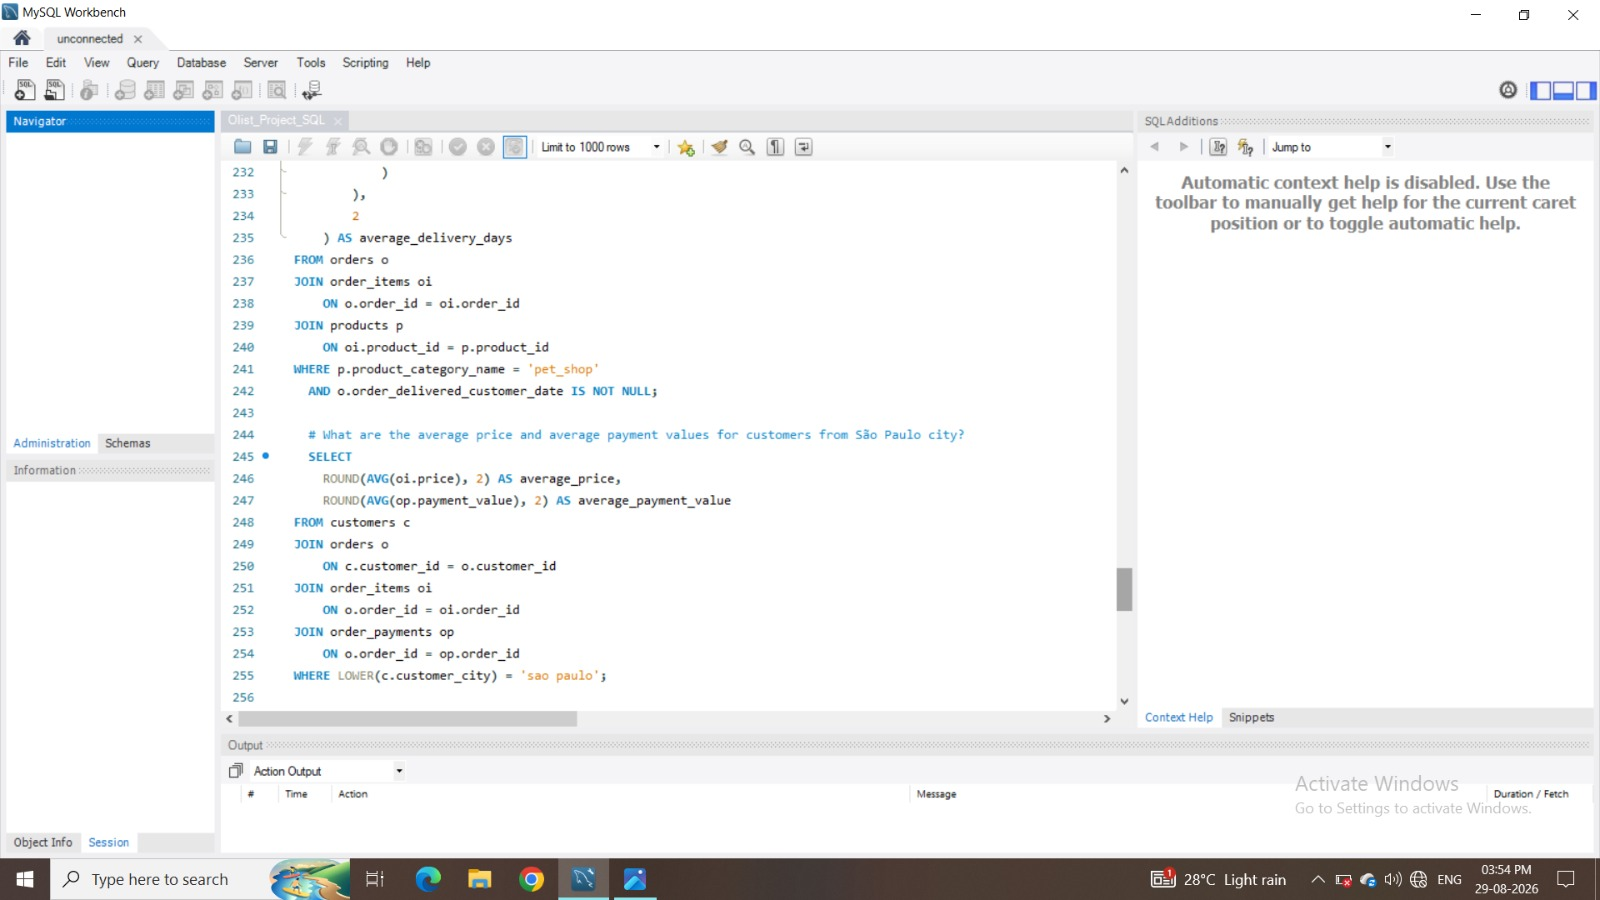 MySQL Workbench
unconnected
File Edit View Query Database Server Tools Scripting Help
Navigator
Administration Schemas
Information
Object Info Session
Olist_Project_SQL
Limit to 1000 rows
232 )
233 ),
234 2
235 ) AS average_delivery_days
236 FROM orders o
237 JOIN order_items oi
238 ON o.order_id = oi.order_id
239 JOIN products p
240 ON oi.product_id = p.product_id
241 WHERE p.product_category_name = 'pet_shop'
242 AND o.order_delivered_customer_date IS NOT NULL;
243
244 # What are the average price and average payment values for customers from São Paulo city?
245 SELECT
246 ROUND(AVG(oi.price), 2) AS average_price,
247 ROUND(AVG(op.payment_value), 2) AS average_payment_value
248 FROM customers c
249 JOIN orders o
250 ON c.customer_id = o.customer_id
251 JOIN order_items oi
252 ON o.order_id = oi.order_id
253 JOIN order_payments op
254 ON o.order_id = op.order_id
255 WHERE LOWER(c.customer_city) = 'sao paulo';
256
SQLAdditions
Jump to
Automatic context help is disabled. Use the
toolbar to manually get help for the current caret
position or to toggle automatic help.
Context Help Snippets
Output
Action Output
# Time Action Message Duration / Fetch
Activate Windows
Go to Settings to activate Windows.
Type here to search
1
28°C Light rain
ENG
03:54 PM
29-08-2026